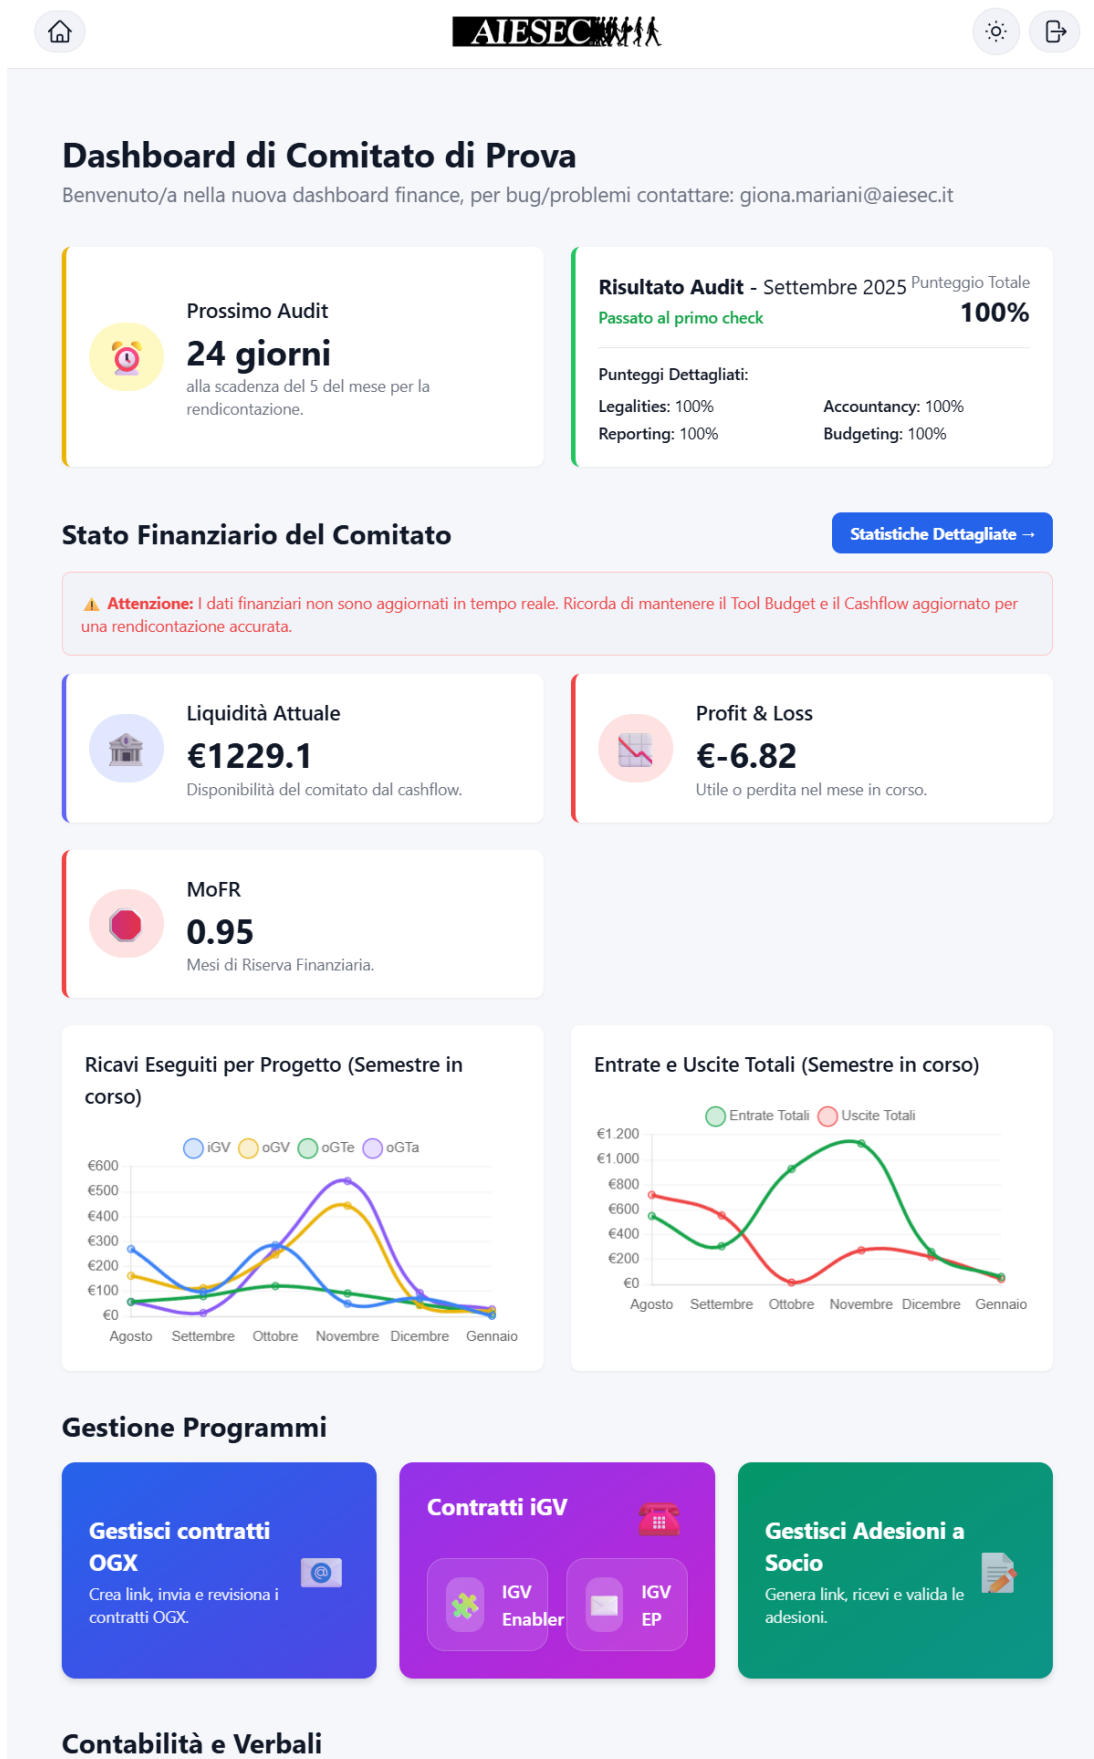 AIESEC
Dashboard di Comitato di Prova
Benvenuto/a nella nuova dashboard finance, per bug/problemi contattare: giona.mariani@aiesec.it
Prossimo Audit
24 giorni
alla scadenza del 5 del mese per la
rendicontazione.
Risultato Audit - Settembre 2025
Passato al primo check
Punteggio Totale
100%
Punteggi Dettagliati:
Legalities: 100%
Accountancy: 100%
Reporting: 100%
Budgeting: 100%
Stato Finanziario del Comitato
Statistiche Dettagliate →
⚠️ Attenzione: I dati finanziari non sono aggiornati in tempo reale. Ricorda di mantenere il Tool Budget e il Cashflow aggiornato per
una rendicontazione accurata.
Liquidità Attuale
€1229.1
Disponibilità del comitato dal cashflow.
Profit & Loss
€-6.82
Utile o perdita nel mese in corso.
MoFR
0.95
Mesi di Riserva Finanziaria.
Ricavi Eseguiti per Progetto (Semestre in
corso)
iGV oGV oGTe oGTa
€600
€500
€400
€300
€200
€100
€0
Agosto Settembre Ottobre Novembre Dicembre Gennaio
Entrate e Uscite Totali (Semestre in corso)
Entrate Totali Uscite Totali
€1.200
€1.000
€800
€600
€400
€200
€0
Agosto Settembre Ottobre Novembre Dicembre Gennaio
Gestione Programmi
Gestisci contratti
OGX
Crea link, invia e revisiona i
contratti OGX.
Contratti iGV
IGV
Enabler
IGV
EP
Gestisci Adesioni a
Socio
Genera link, ricevi e valida le
adesioni.
Contabilità e Verbali